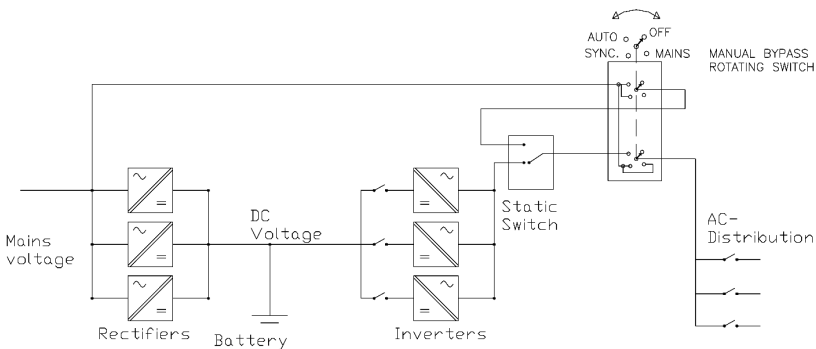 AUTO
OFF
SYNC.
MAINS
MANUAL BYPASS
ROTATING SWITCH
Static
Switch
DC
Voltage
AC-
Distribution
Mains
voltage
Rectifiers
Battery
Inverters